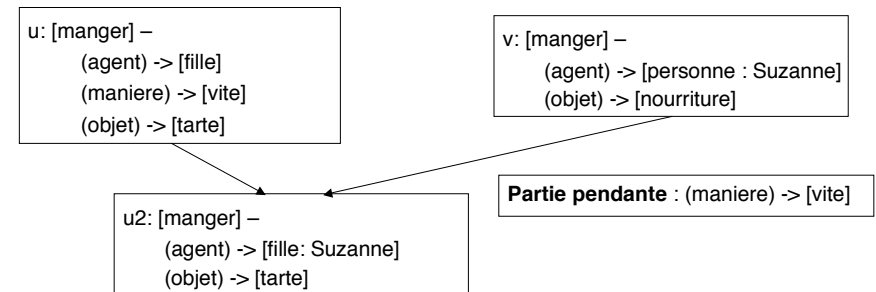 u: [manger] –
(agent) -> [fille]
(maniere) -> [vite]
(objet) -> [tarte]
v: [manger] –
(agent) -> [personne : Suzanne]
(objet) -> [nourriture]
Partie pendante : (maniere) -> [vite]
u2: [manger] –
(agent) -> [fille: Suzanne]
(objet) -> [tarte]